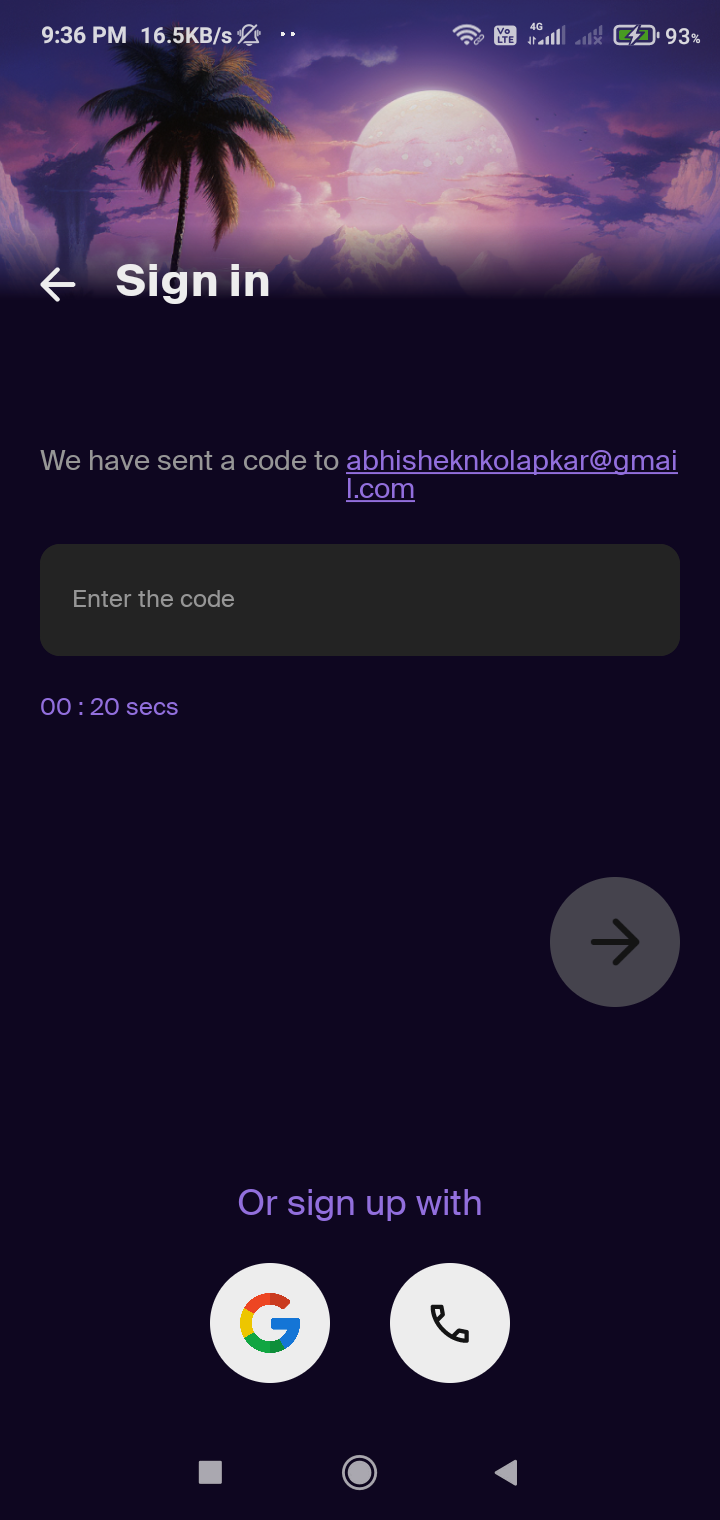 9:36 PM 16.5KB/s
Vo LTE 4G 93%
Sign in
We have sent a code to abhisheknkolapkar@gmai
l.com
Enter the code
00 : 20 secs
Or sign up with